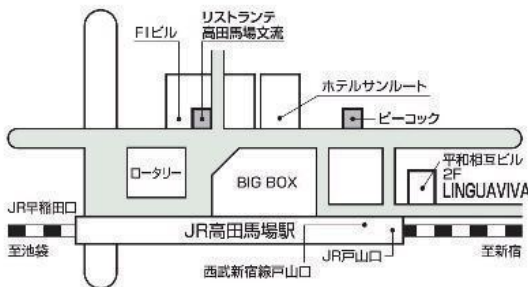 リストランテ
高田馬場文流
F1ビル
ホテルサンルート
ピーコック
平和相互ビル
2F
LINGUAVIVA
ロータリー
BIG BOX
JR早稲田口
JR高田馬場駅
至池袋
至新宿
JR戸山口
西武新宿線戸山口